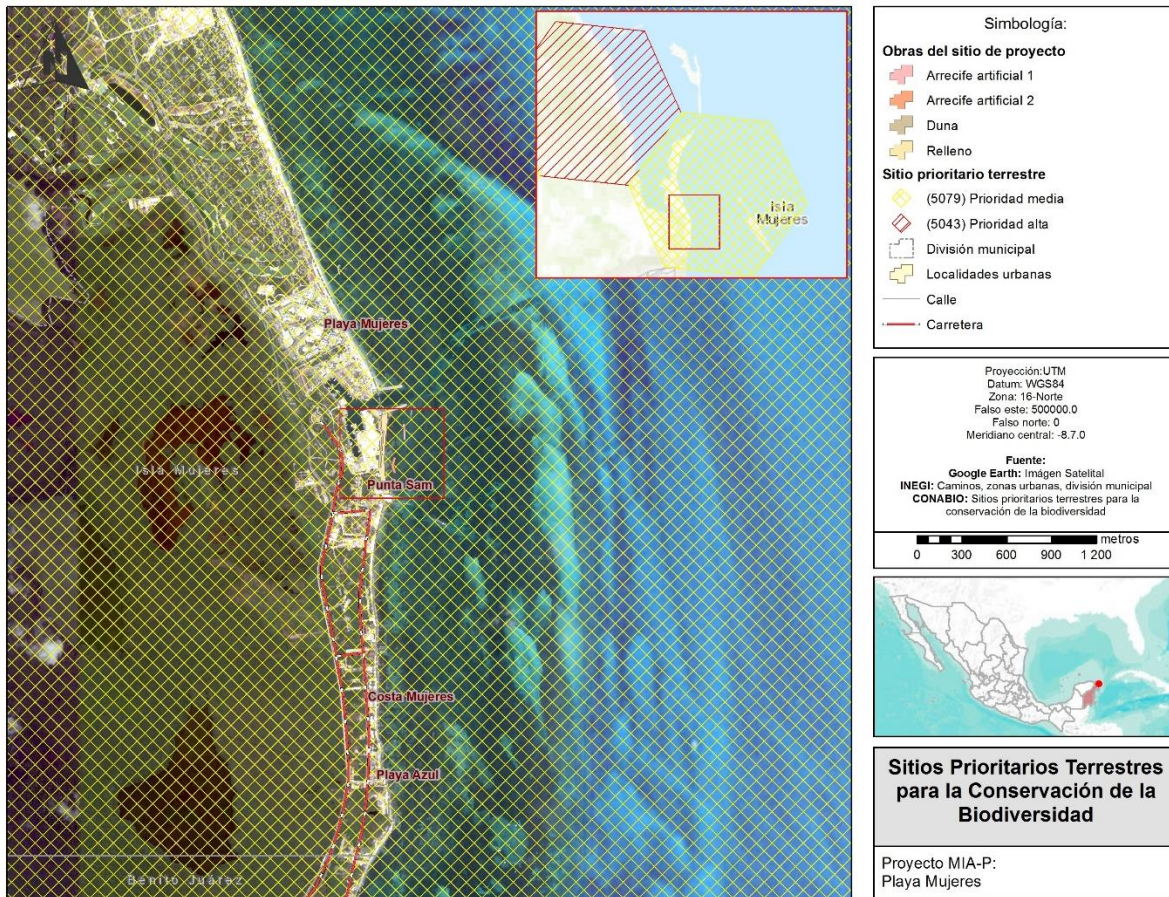 Isla
Mujeres
Playa Mujeres
Isla Mujeres
Punta Sam
Costa Mujeres
Playa Azul
Benito Juárez
Simbología:
Obras del sitio de proyecto
Arrecife artificial 1
Arrecife artificial 2
Duna
Relleno
Sitio prioritario terrestre
(5079) Prioridad media
(5043) Prioridad alta
División municipal
Localidades urbanas
Calle
Carretera
Proyección:UTM
Datum: WGS84
Zona: 16-Norte
Falso este: 500000.0
Falso norte: 0
Meridiano central: -8.7.0
Fuente:
Google Earth: Imágen Satelital
INEGI: Caminos, zonas urbanas, división municipal
CONABIO: Sitios prioritarios terrestres para la
conservación de la biodiversidad
metros
0 300 600 900 1 200
Sitios Prioritarios Terrestres
para la Conservación de la
Biodiversidad
Proyecto MIA-P:
Playa Mujeres